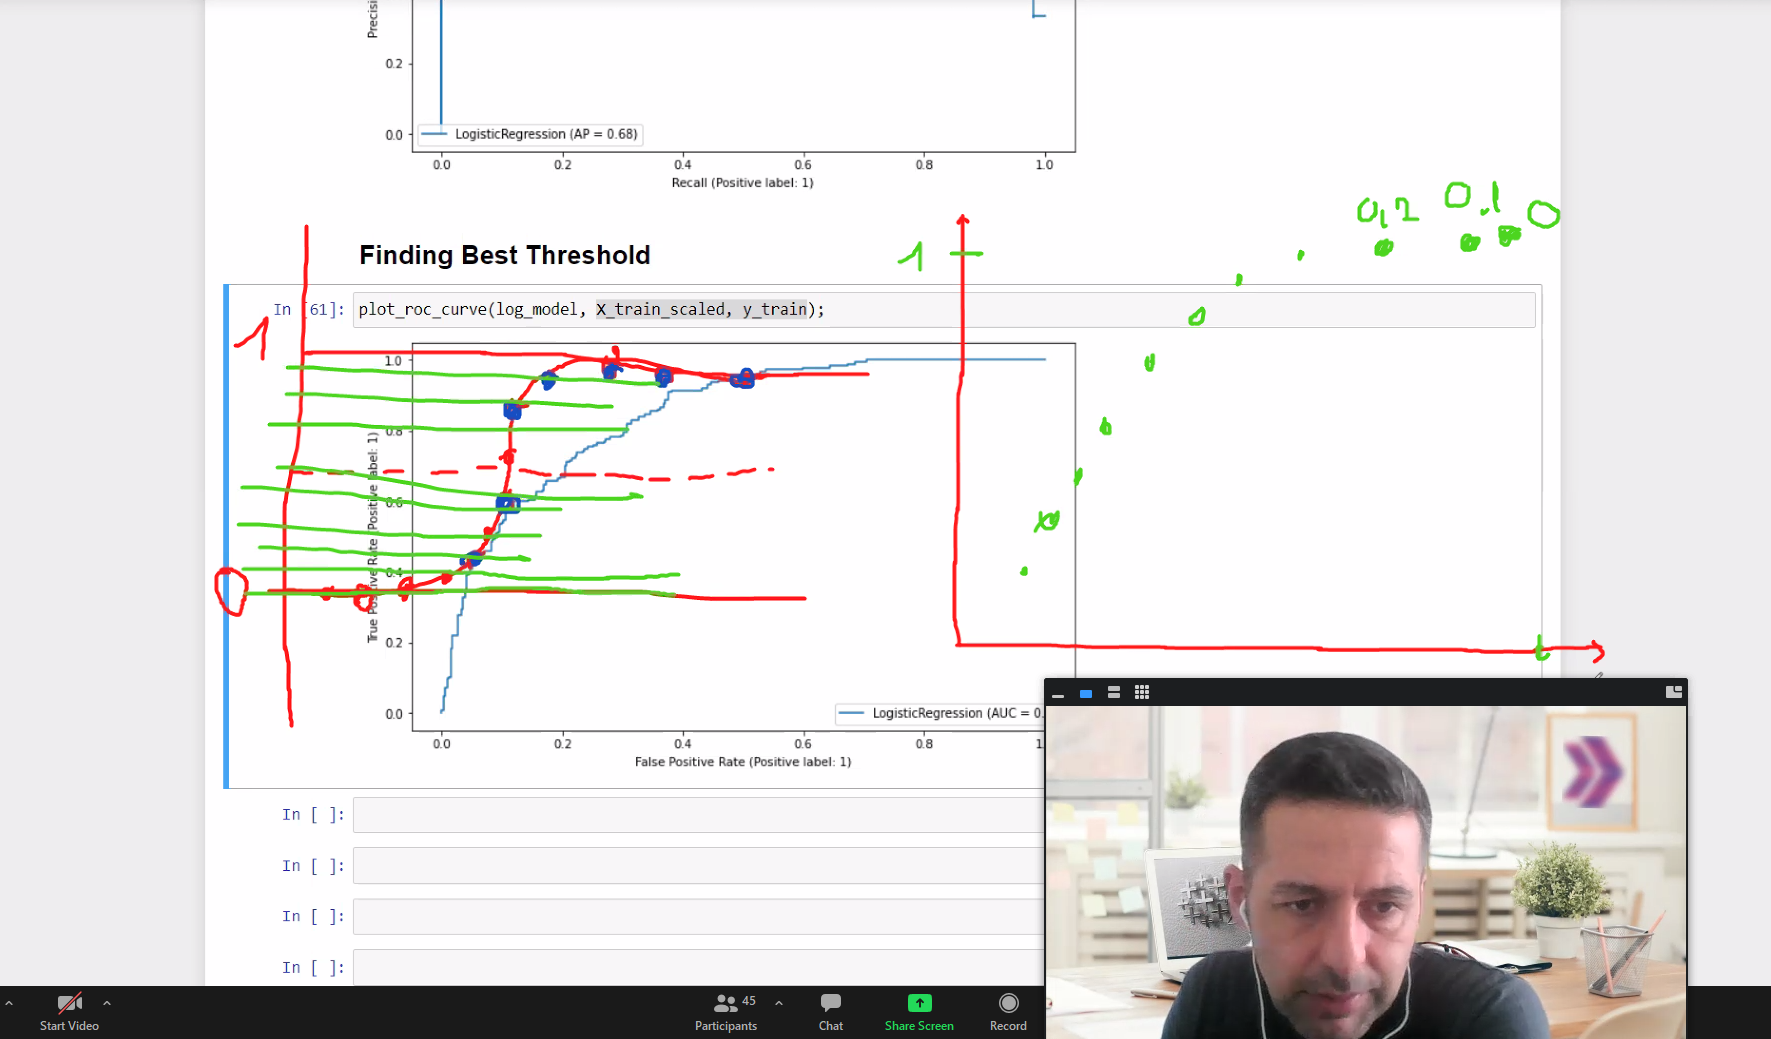 Precisi
0.2
0.0
LogisticRegression (AP = 0.68)
0.0 0.2 0.4 0.6 0.8 1.0
Recall (Positive label: 1)
0,2 0.1 0
Finding Best Threshold
1
In [61]: plot_roc_curve(log_model, X_train_scaled, y_train);
1
1.0
0.8
0.6
0.4
0.2
0.0
True Positive Rate (Positive label: 1)
LogisticRegression (AUC = 0.
0.0 0.2 0.4 0.6 0.8 1.
False Positive Rate (Positive label: 1)
t
In [ ]:
In [ ]:
In [ ]:
In [ ]:
Start Video
45
Participants
Chat
Share Screen
Record